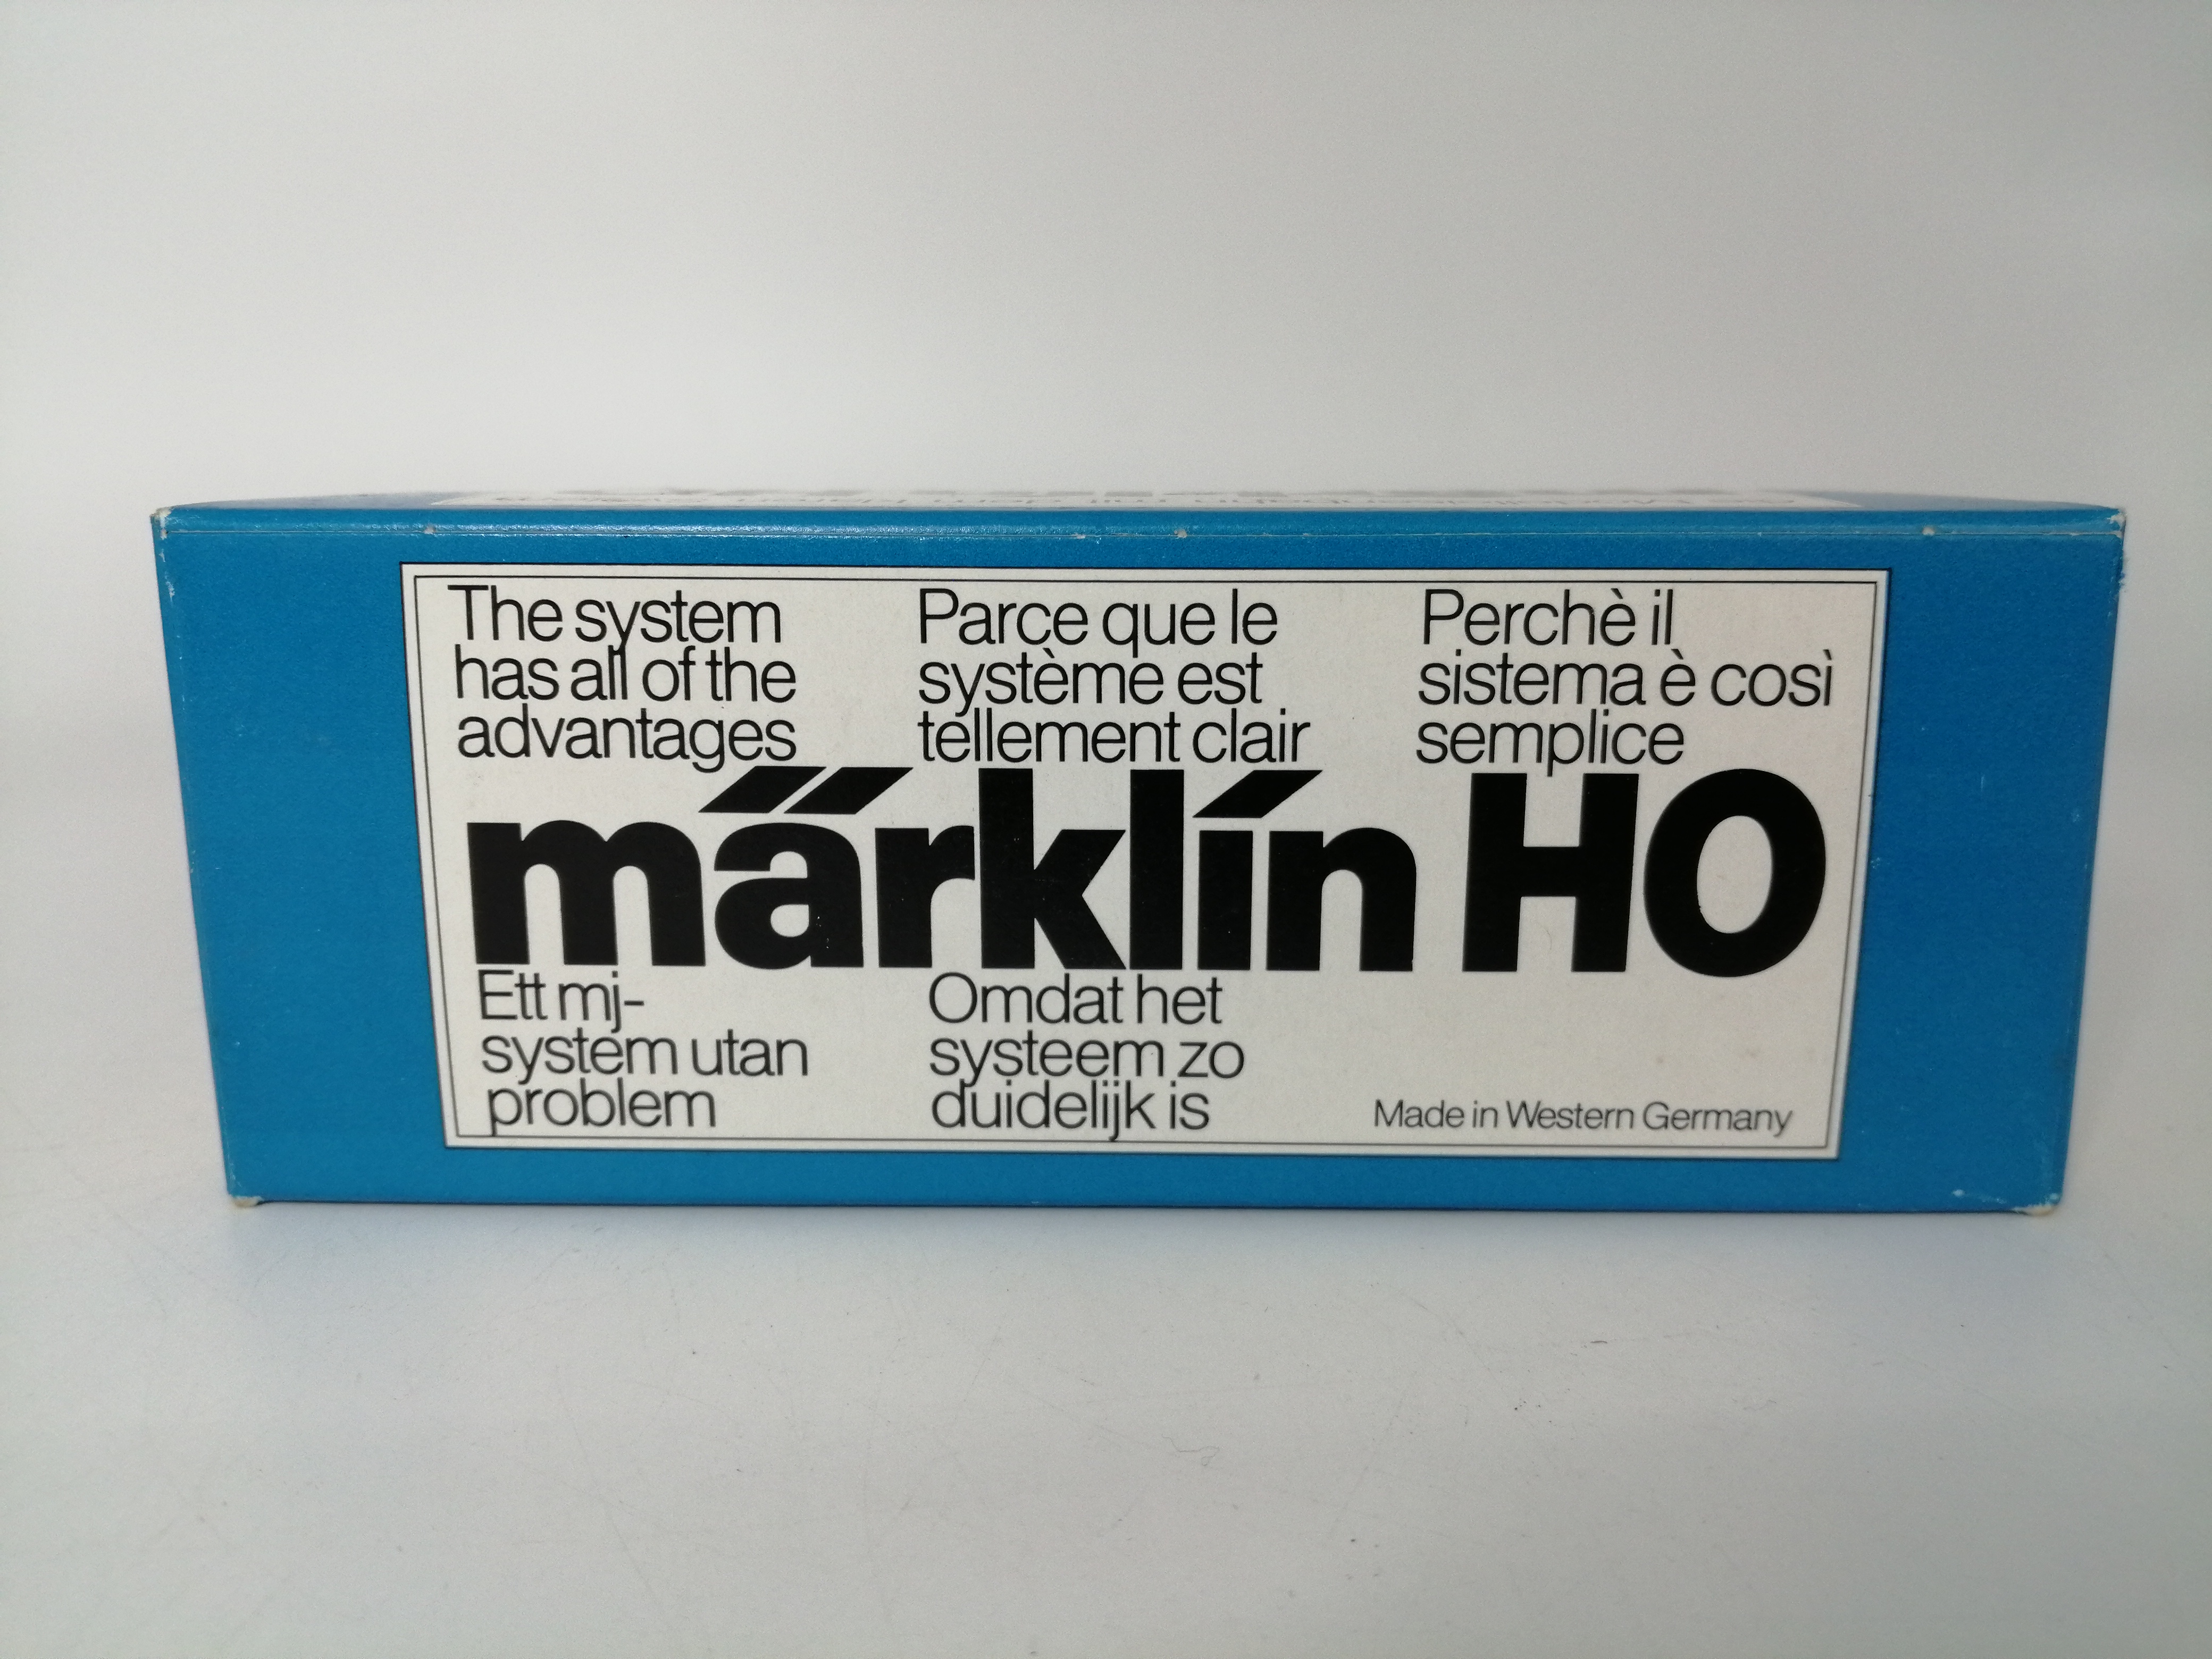 The system
has all of the
advantages
Parce que le
système est
tellement clair
Perchè il
sistema è così
semplice
märklín HO
Ett mj-
system utan
problem
Omdat het
systeem zo
duidelijk is
Made in Western Germany